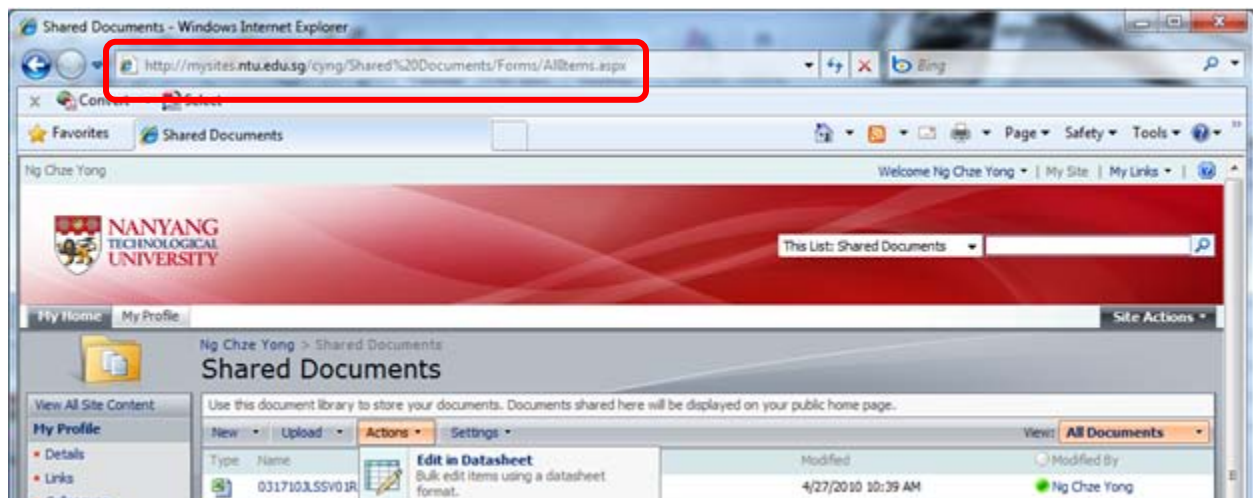 Shared Documents - Windows Internet Explorer
http://mysites.ntu.edu.sg/cyng/Shared%20Documents/Forms/AllItems.aspx
Bing
x Convert Select
Favorites Shared Documents Page Safety Tools
Ng Chze Yong Welcome Ng Chze Yong | My Site | My Links |
NANYANG
TECHNOLOGICAL
UNIVERSITY
This List: Shared Documents
My Home My Profile Site Actions
Ng Chze Yong > Shared Documents
Shared Documents
View All Site Content Use this document library to store your documents. Documents shared here will be displayed on your public home page.
My Profile New Upload Actions Settings View: All Documents
Details Type Name Edit in Datasheet Modified Modified By
Links Bulk edit items using a datasheet
format.
4/27/2010 10:39 AM Ng Chze Yong